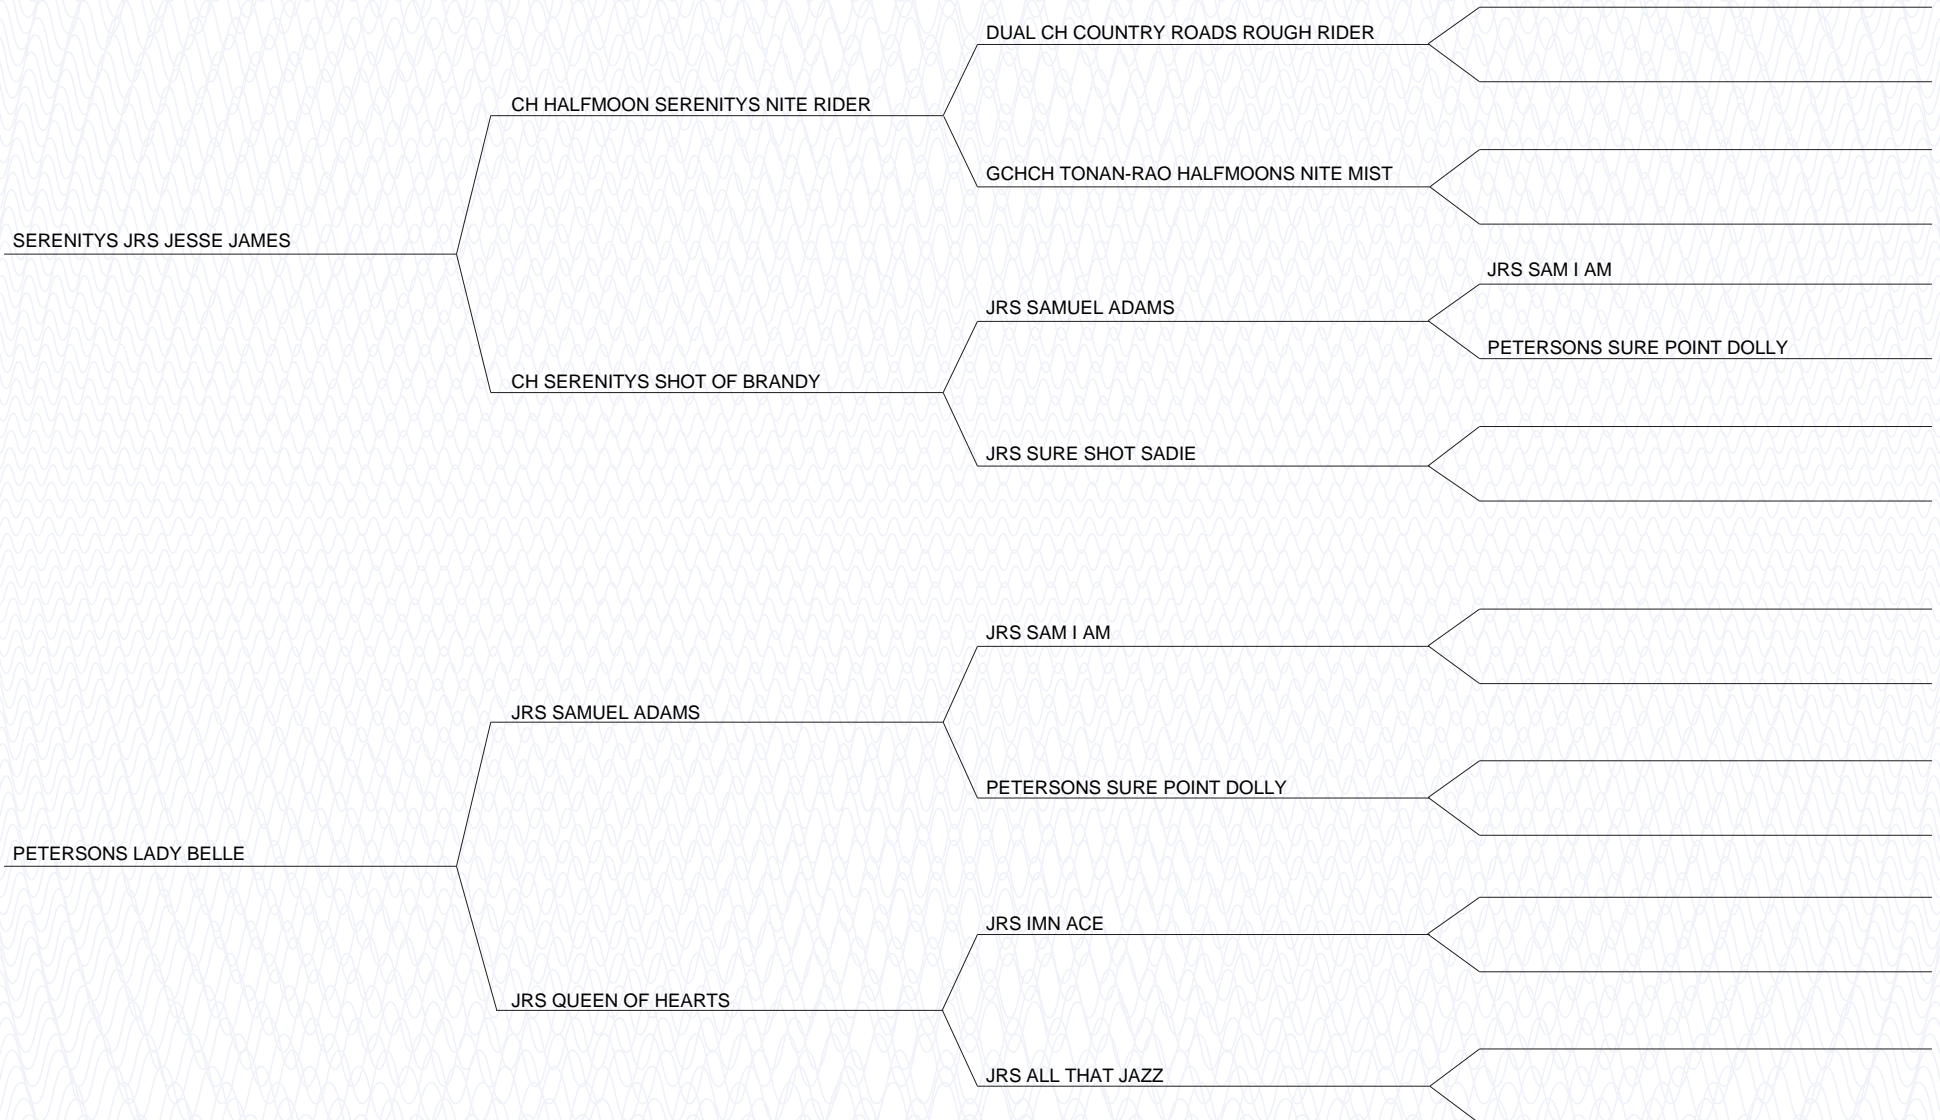 DUAL CH COUNTRY ROADS ROUGH RIDER
CH HALFMOON SERENITYS NITE RIDER
GCHCH TONAN-RAO HALFMOONS NITE MIST
SERENITYS JRS JESSE JAMES
JRS SAM I AM
JRS SAMUEL ADAMS
PETERSONS SURE POINT DOLLY
CH SERENITYS SHOT OF BRANDY
JRS SURE SHOT SADIE
JRS SAM I AM
JRS SAMUEL ADAMS
PETERSONS SURE POINT DOLLY
PETERSONS LADY BELLE
JRS IMN ACE
JRS QUEEN OF HEARTS
JRS ALL THAT JAZZ